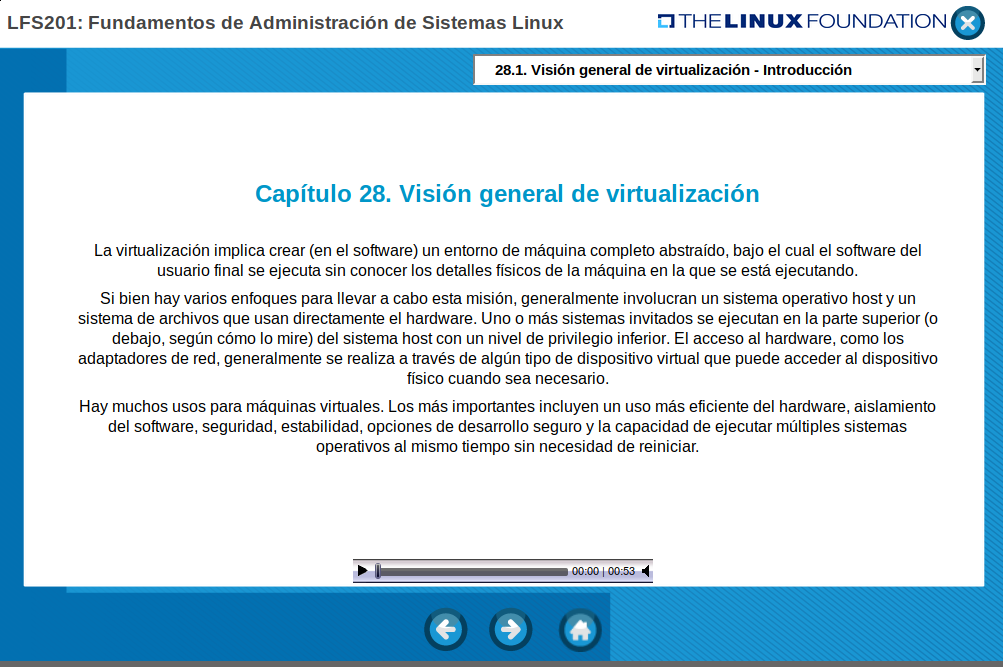 LFS201: Fundamentos de Administración de Sistemas Linux
THE LINUX FOUNDATION
28.1. Visión general de virtualización - Introducción
Capítulo 28. Visión general de virtualización
La virtualización implica crear (en el software) un entorno de máquina completo abstraído, bajo el cual el software del
usuario final se ejecuta sin conocer los detalles físicos de la máquina en la que se está ejecutando.
Si bien hay varios enfoques para llevar a cabo esta misión, generalmente involucran un sistema operativo host y un
sistema de archivos que usan directamente el hardware. Uno o más sistemas invitados se ejecutan en la parte superior (o
debajo, según cómo lo mire) del sistema host con un nivel de privilegio inferior. El acceso al hardware, como los
adaptadores de red, generalmente se realiza a través de algún tipo de dispositivo virtual que puede acceder al dispositivo
físico cuando sea necesario.
Hay muchos usos para máquinas virtuales. Los más importantes incluyen un uso más eficiente del hardware, aislamiento
del software, seguridad, estabilidad, opciones de desarrollo seguro y la capacidad de ejecutar múltiples sistemas
operativos al mismo tiempo sin necesidad de reiniciar.
00:00 | 00:53